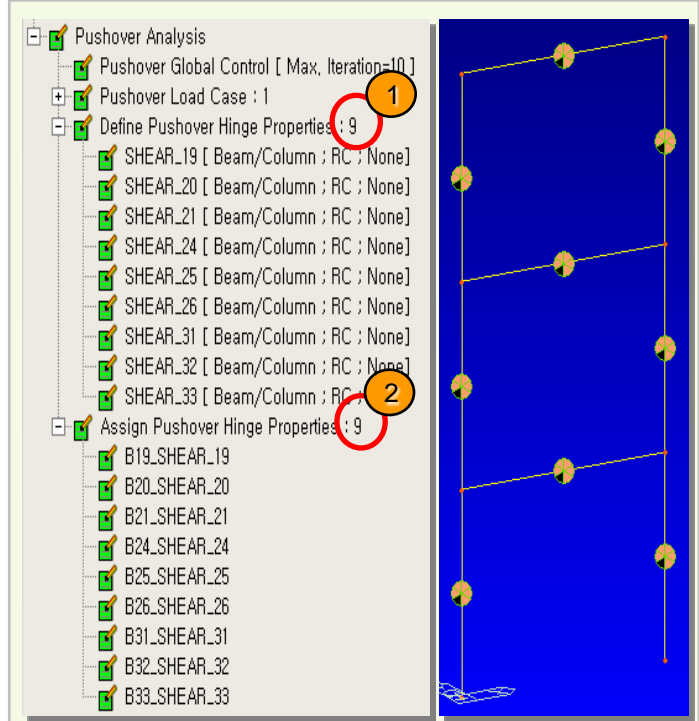 Pushover Analysis
Pushover Global Control [ Max, Iteration=10 ]
Pushover Load Case : 1
1
Define Pushover Hinge Properties : 9
SHEAR_19 [ Beam/Column ; RC ; None]
SHEAR_20 [ Beam/Column ; RC ; None]
SHEAR_21 [ Beam/Column ; RC ; None]
SHEAR_24 [ Beam/Column ; RC ; None]
SHEAR_25 [ Beam/Column ; RC ; None]
SHEAR_26 [ Beam/Column ; RC ; None]
SHEAR_31 [ Beam/Column ; RC ; None]
SHEAR_32 [ Beam/Column ; RC ; None]
SHEAR_33 [ Beam/Column ; RC ;
2
Assign Pushover Hinge Properties : 9
B19_SHEAR_19
B20_SHEAR_20
B21_SHEAR_21
B24_SHEAR_24
B25_SHEAR_25
B26_SHEAR_26
B31_SHEAR_31
B32_SHEAR_32
B33_SHEAR_33